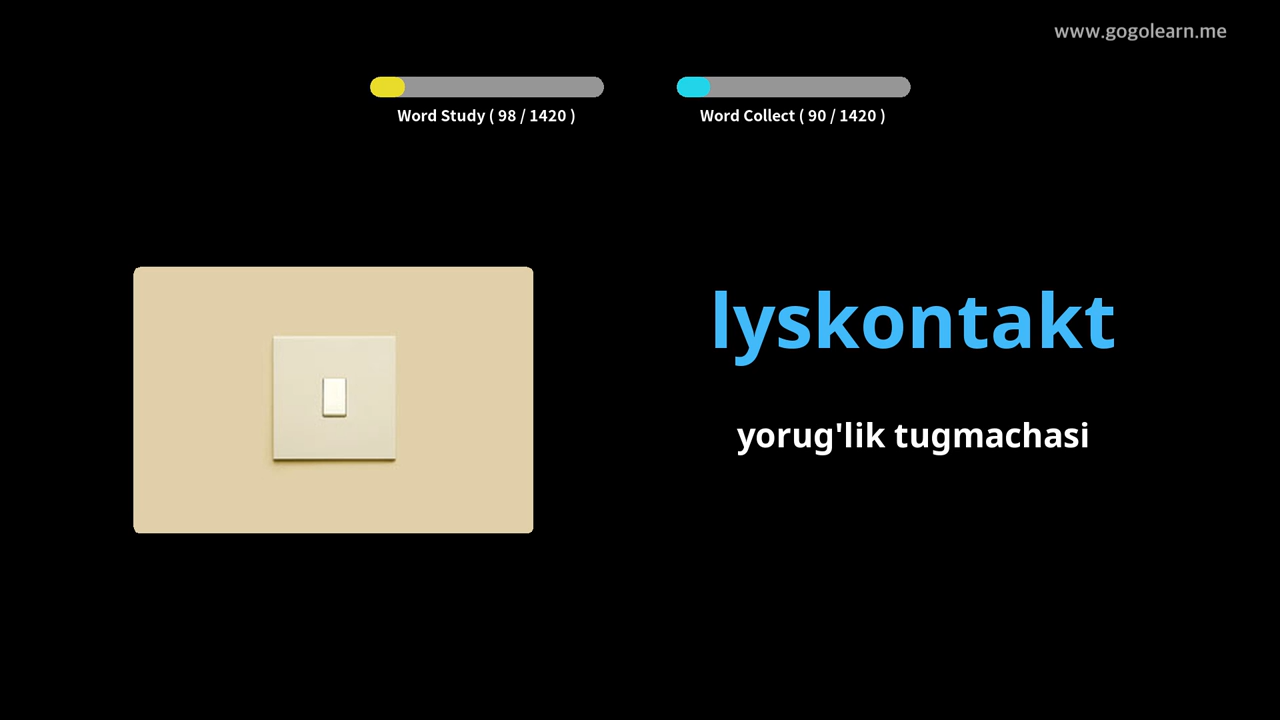 www.gogolearn.me
Word Study ( 98 / 1420 )
Word Collect ( 90 / 1420 )
lyskontakt
yorug'lik tugmachasi